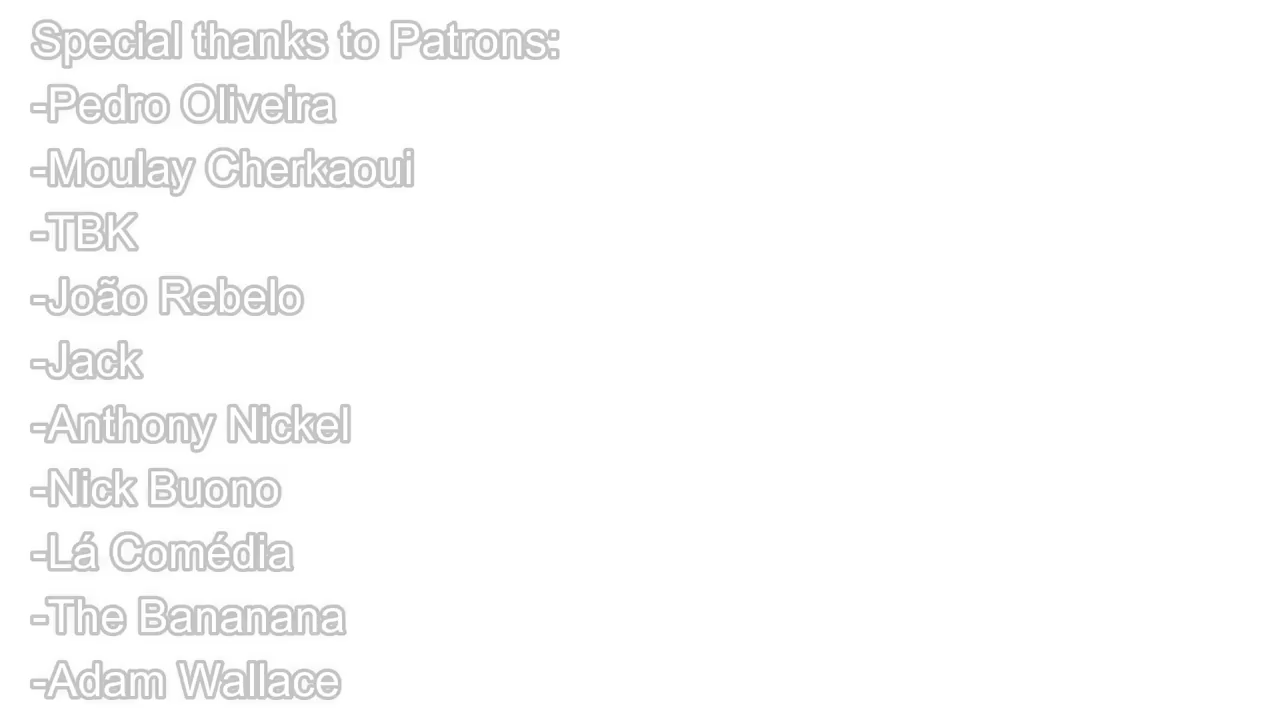 Special thanks to Patrons:
-Pedro Oliveira
-Moulay Cherkaoui
-TBK
-João Rebelo
-Jack
-Anthony Nickel
-Nick Buono
-Lá Comédia
-The Bananana
-Adam Wallace